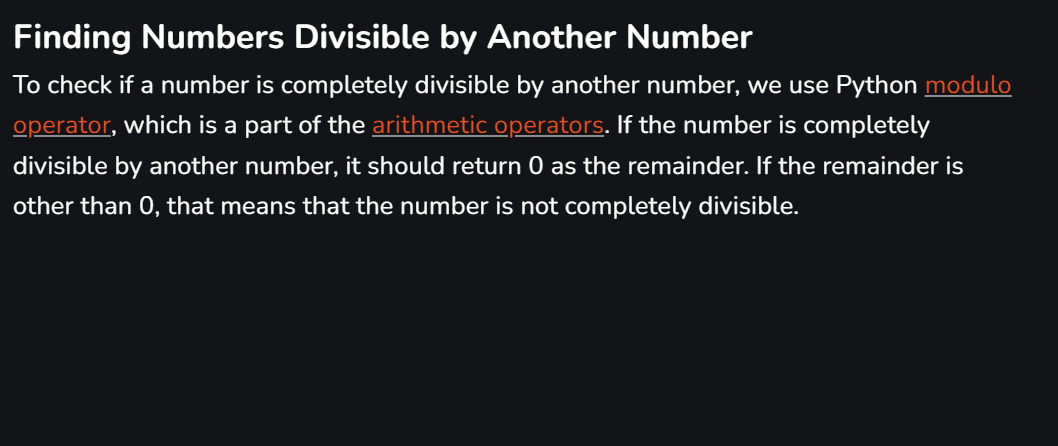 Finding Numbers Divisible by Another Number
To check if a number is completely divisible by another number, we use Python modulo
operator, which is a part of the arithmetic operators. If the number is completely
divisible by another number, it should return 0 as the remainder. If the remainder is
other than 0, that means that the number is not completely divisible.